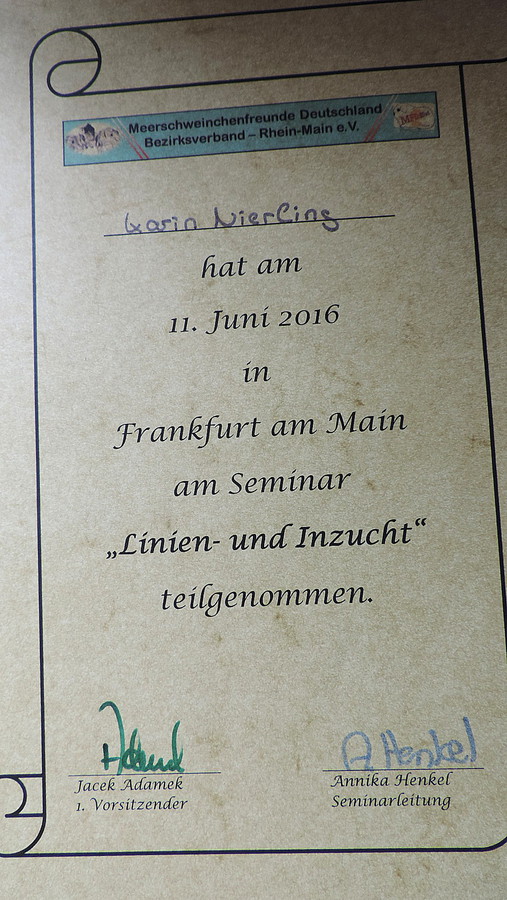 Meerschweinchenfreunde Deutschland
Bezirksverband – Rhein-Main e.V.
Karin Nierling
hat am
11. Juni 2016
in
Frankfurt am Main
am Seminar
„Linien- und Inzucht“
teilgenommen.
A. Henkel
Jacek Adamek
1. Vorsitzender
Annika Henkel
Seminarleitung